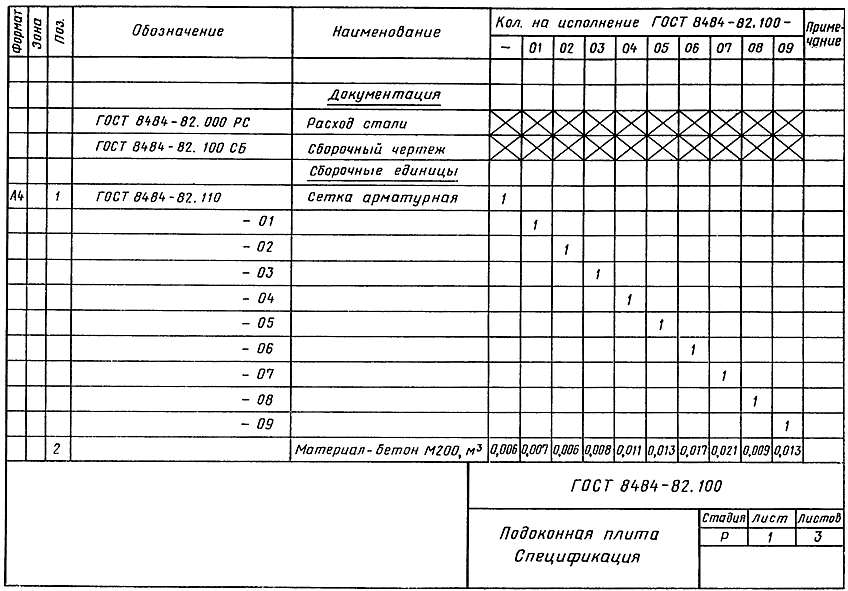 Формат Зона Поз. Обозначение Наименование Кол. на исполнение ГОСТ 8484-82.100- Приме-чание
– 01 02 03 04 05 06 07 08 09
Документация
ГОСТ 8484-82.000 РС Расход стали
ГОСТ 8484-82.100 СБ Сборочный чертеж
Сборочные единицы
А4 1 ГОСТ 8484-82.110 Сетка арматурная 1
- 01 1
- 02 1
- 03 1
- 04 1
- 05 1
- 06 1
- 07 1
- 08 1
- 09 1
2 Материал-бетон М200, м³ 0,006 0,007 0,006 0,008 0,011 0,013 0,017 0,021 0,009 0,013
ГОСТ 8484-82.100
Подоконная плита
Спецификация
Стадия Лист Листов
Р 1 3